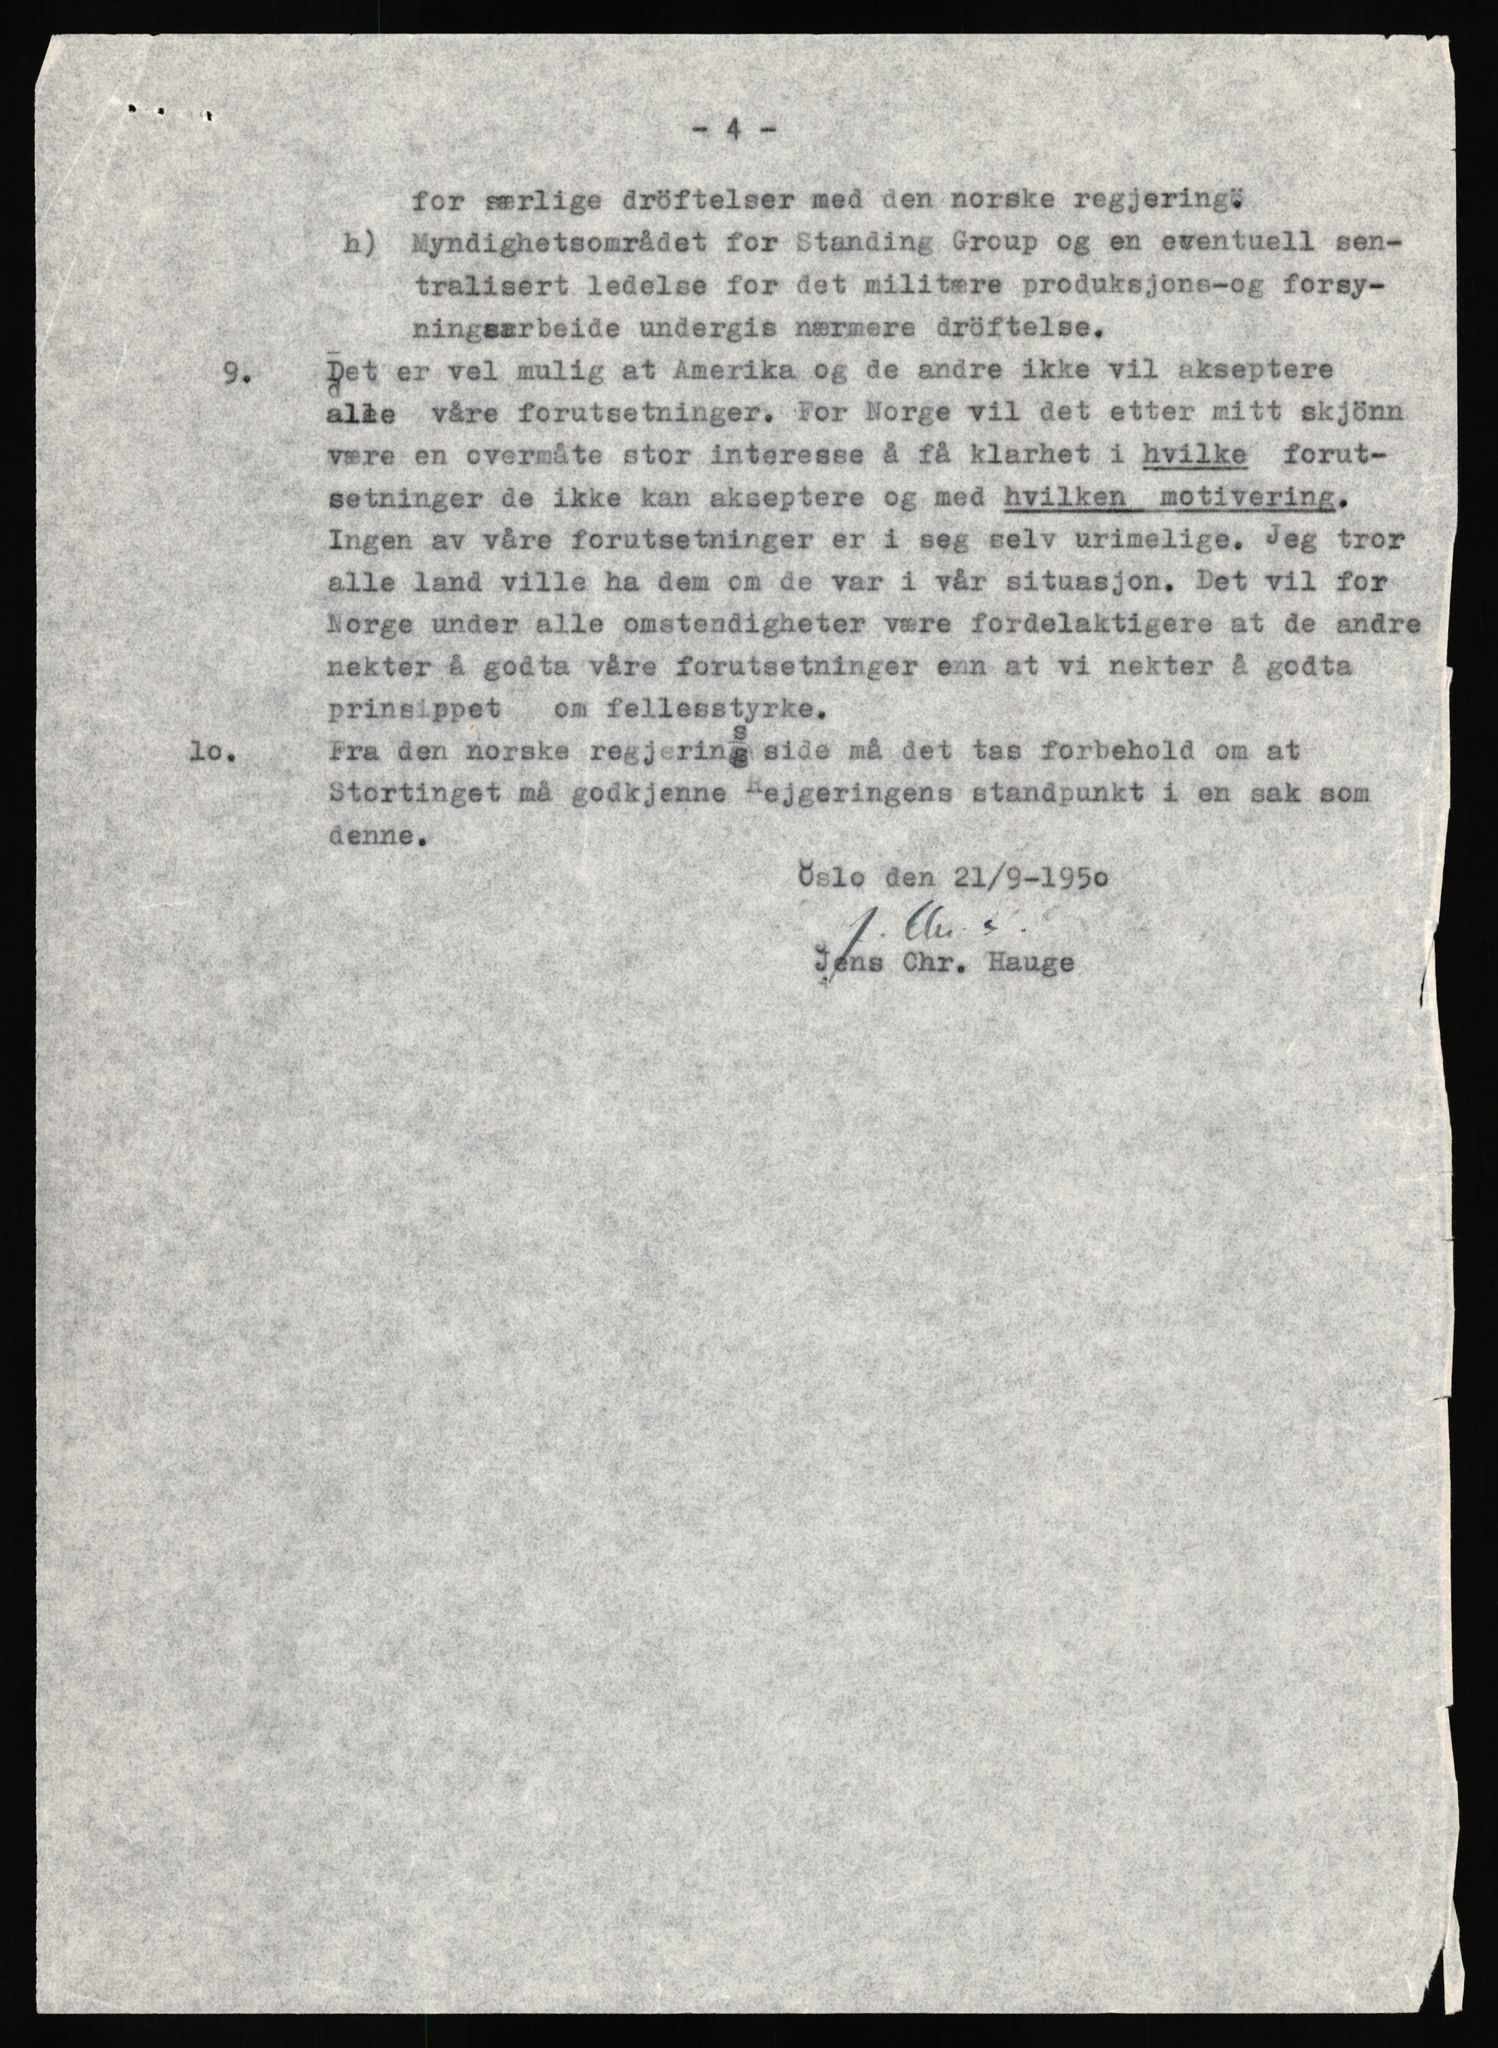 - 4 -
for særlige dröftelser med den norske regjering.
h) Myndighetsområdet for Standing Group og en eventuell sen-
tralisert ledelse for det militære produksjons-og forsy-
ningsarbeide undergis nærmere dröftelse.
9. Det er vel mulig at Amerika og de andre ikke vil akseptere
alle våre forutsetninger. For Norge vil det etter mitt skjönn
være en overmåte stor interesse å få klarhet i hvilke forut-
setninger de ikke kan akseptere og med hvilken motivering.
Ingen av våre forutsetninger er i seg selv urimelige. Jeg tror
alle land ville ha dem om de var i vår situasjon. Det vil for
Norge under alle omstendigheter være fordelaktigere at de andre
nekter å godta våre forutsetninger enn at vi nekter å godta
prinsippet om fellesstyrke.
lo. Fra den norske regjerings side må det tas forbehold om at
Stortinget må godkjenne Rejgeringens standpunkt i en sak som
denne.
Oslo den 21/9-195o
J. Chr.
Jens Chr. Hauge